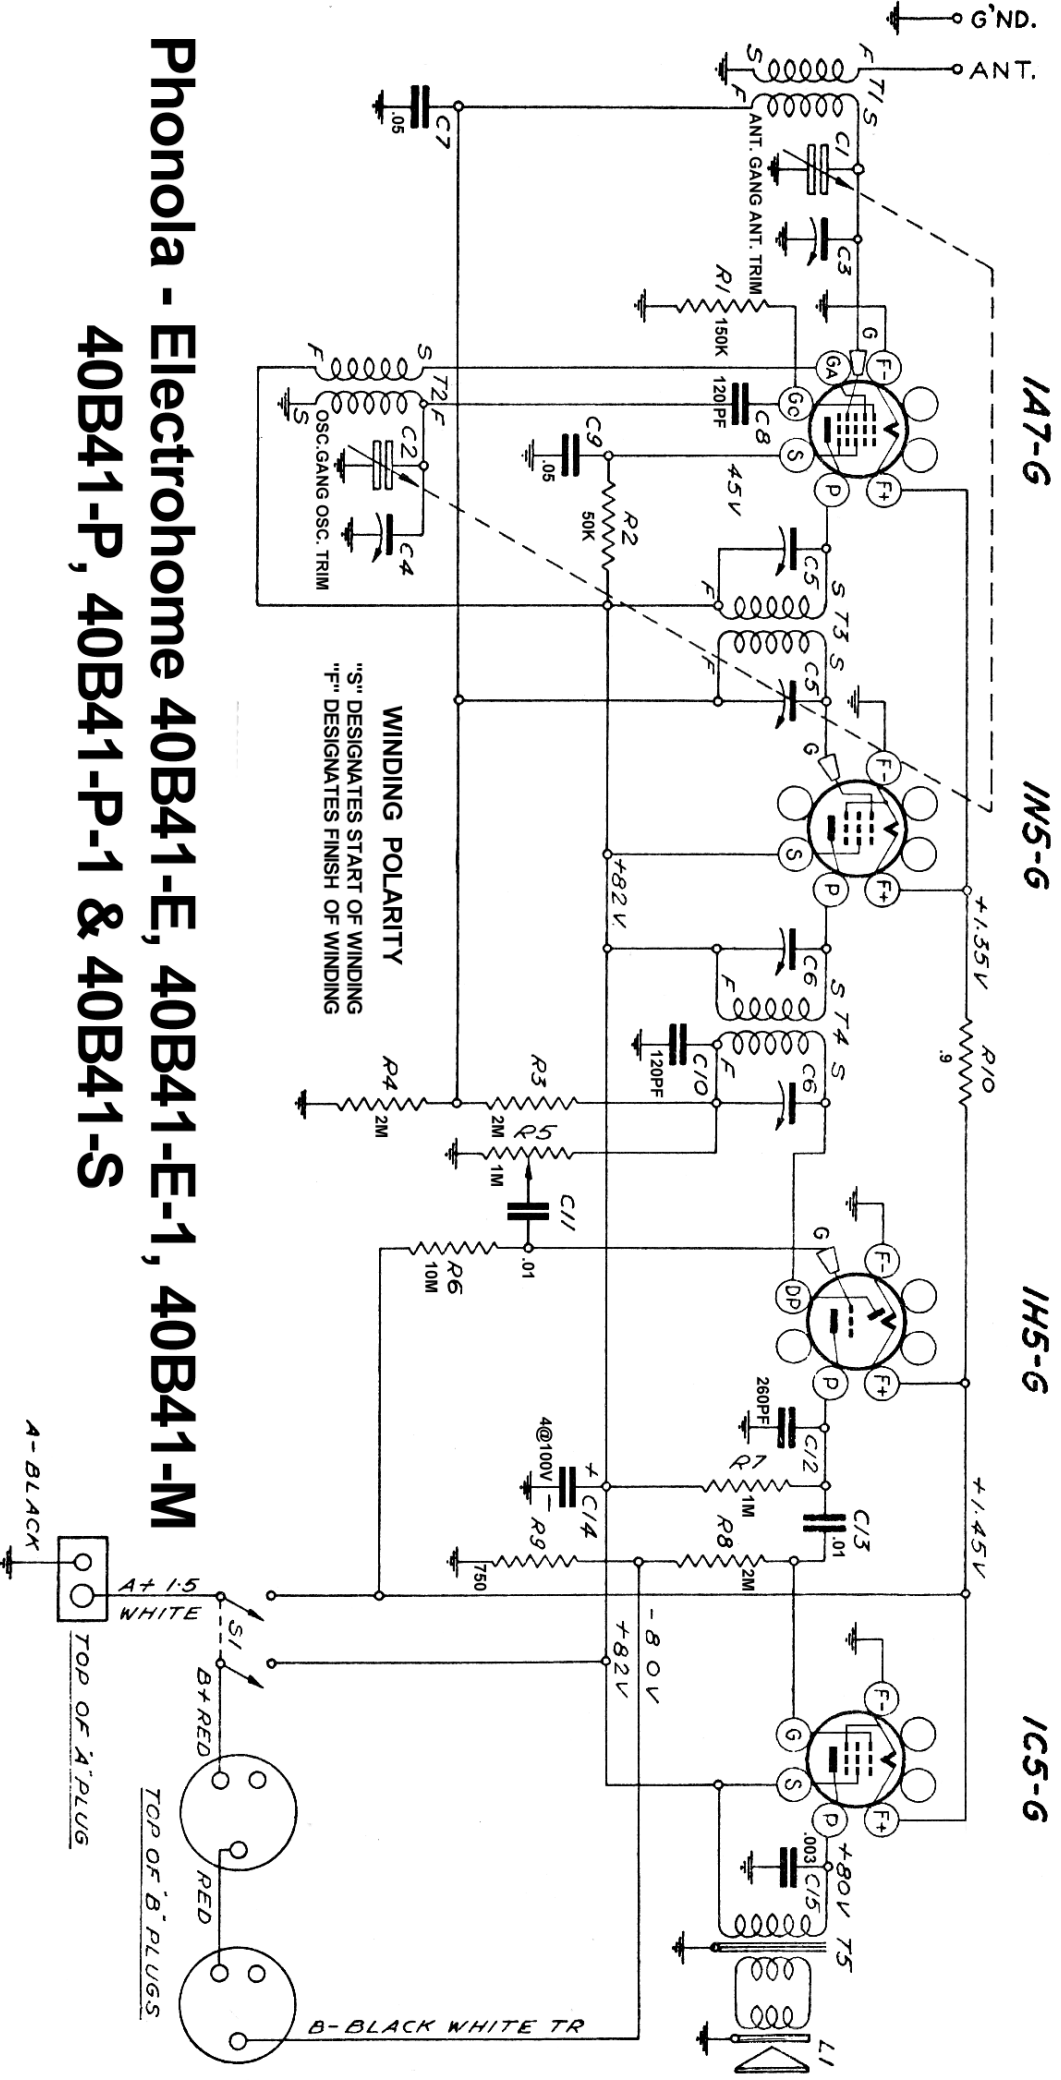 G'ND.
ANT.
1A7-G
1N5-G
1H5-G
1C5-G
F
S
T1
S
F
ANT. GANG
ANT. TRIM
C1
C3
C7
.05
R1
150K
G
F-
GA
GC
S
P
F+
C8
120PF
45V
C9
.05
R2
50K
S
F
T2
F
S
OSC.GANG
OSC. TRIM
C2
C4
C5
S
T3
S
F
F
C5
G
F-
S
P
F+
+82V.
+1.35V
R10
.9
C6
S
T4
S
F
F
C6
C10
120PF
R3
2M
R4
2M
R5
1M
C11
.01
R6
10M
G
F-
DP
P
F+
C12
260PF
R7
1M
C13
.01
R8
2M
R9
750
+ C14 -
4@100V
+1.45V
-8.0V
+82V
F-
G
S
P
F+
+80V
C15
.003
T5
L1
WINDING POLARITY
"S" DESIGNATES START OF WINDING
"F" DESIGNATES FINISH OF WINDING
A-BLACK
A+ 1.5
WHITE
S1
TOP OF "A" PLUG
B+ RED
RED
TOP OF "B" PLUGS
B-BLACK WHITE TR
Phonola - Electrohome 40B41-E, 40B41-E-1, 40B41-M
40B41-P, 40B41-P-1 & 40B41-S